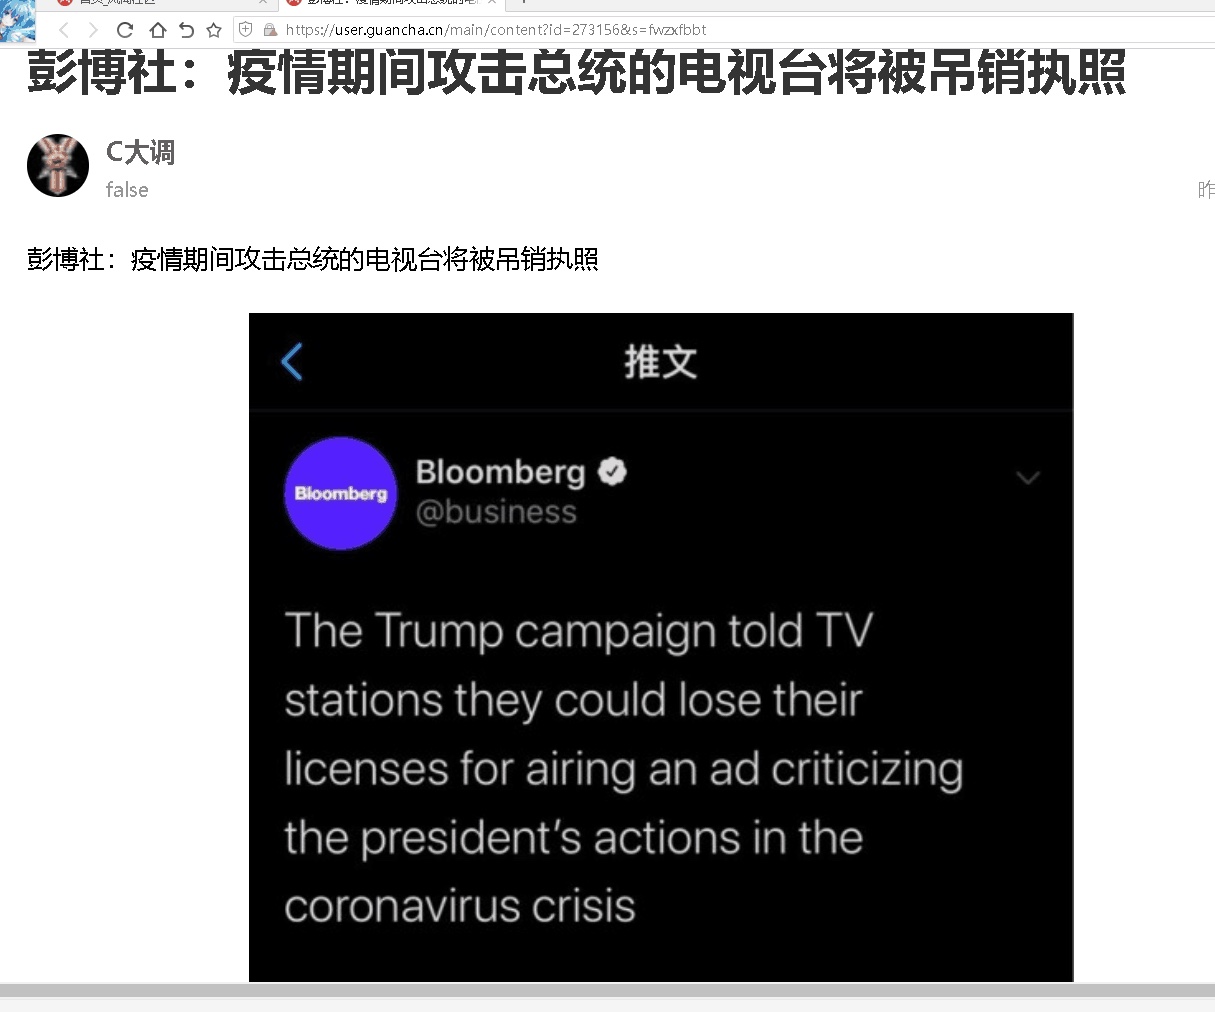 https://user.guancha.cn/main/content?id=273156&s=fwzxfbbt
彭博社：疫情期间攻击总统的电视台将被吊销执照
C大调
false
昨
彭博社：疫情期间攻击总统的电视台将被吊销执照
推文
Bloomberg
Bloomberg
@business
The Trump campaign told TV
stations they could lose their
licenses for airing an ad criticizing
the president's actions in the
coronavirus crisis